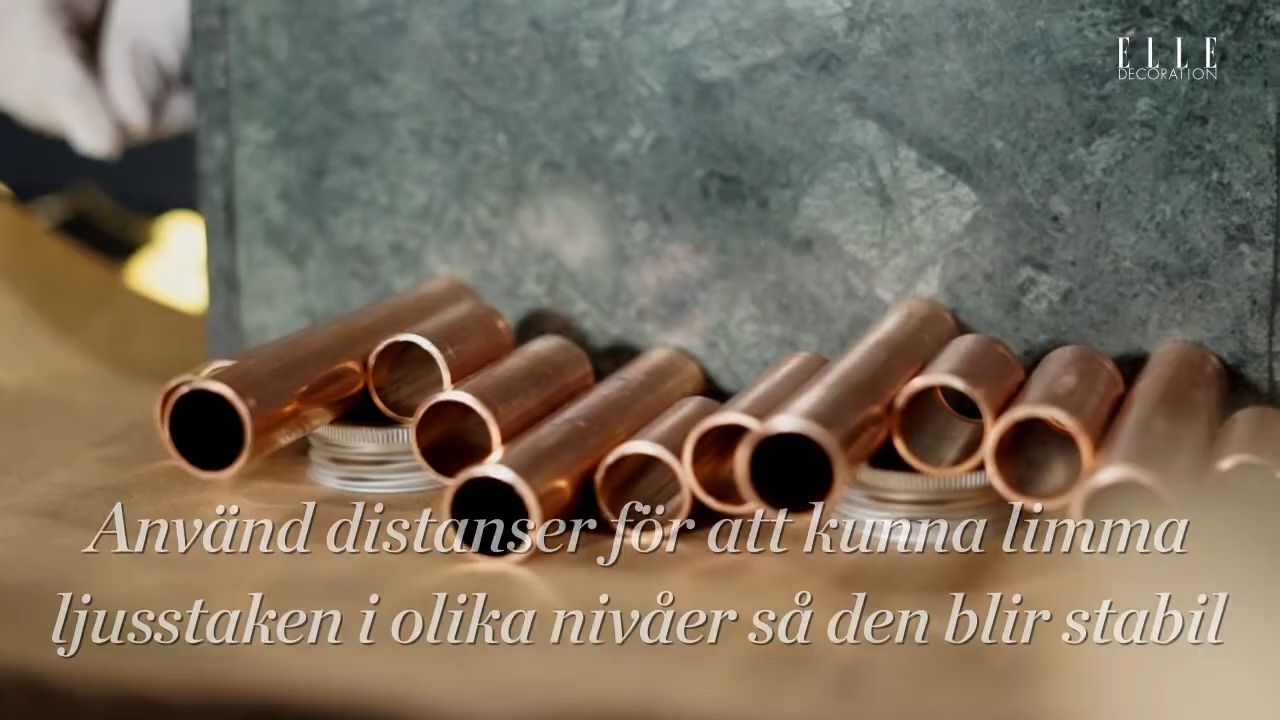 ELLE
DECORATION
Använd distanser för att kunna limma
ljusstaken i olika nivåer så den blir stabil